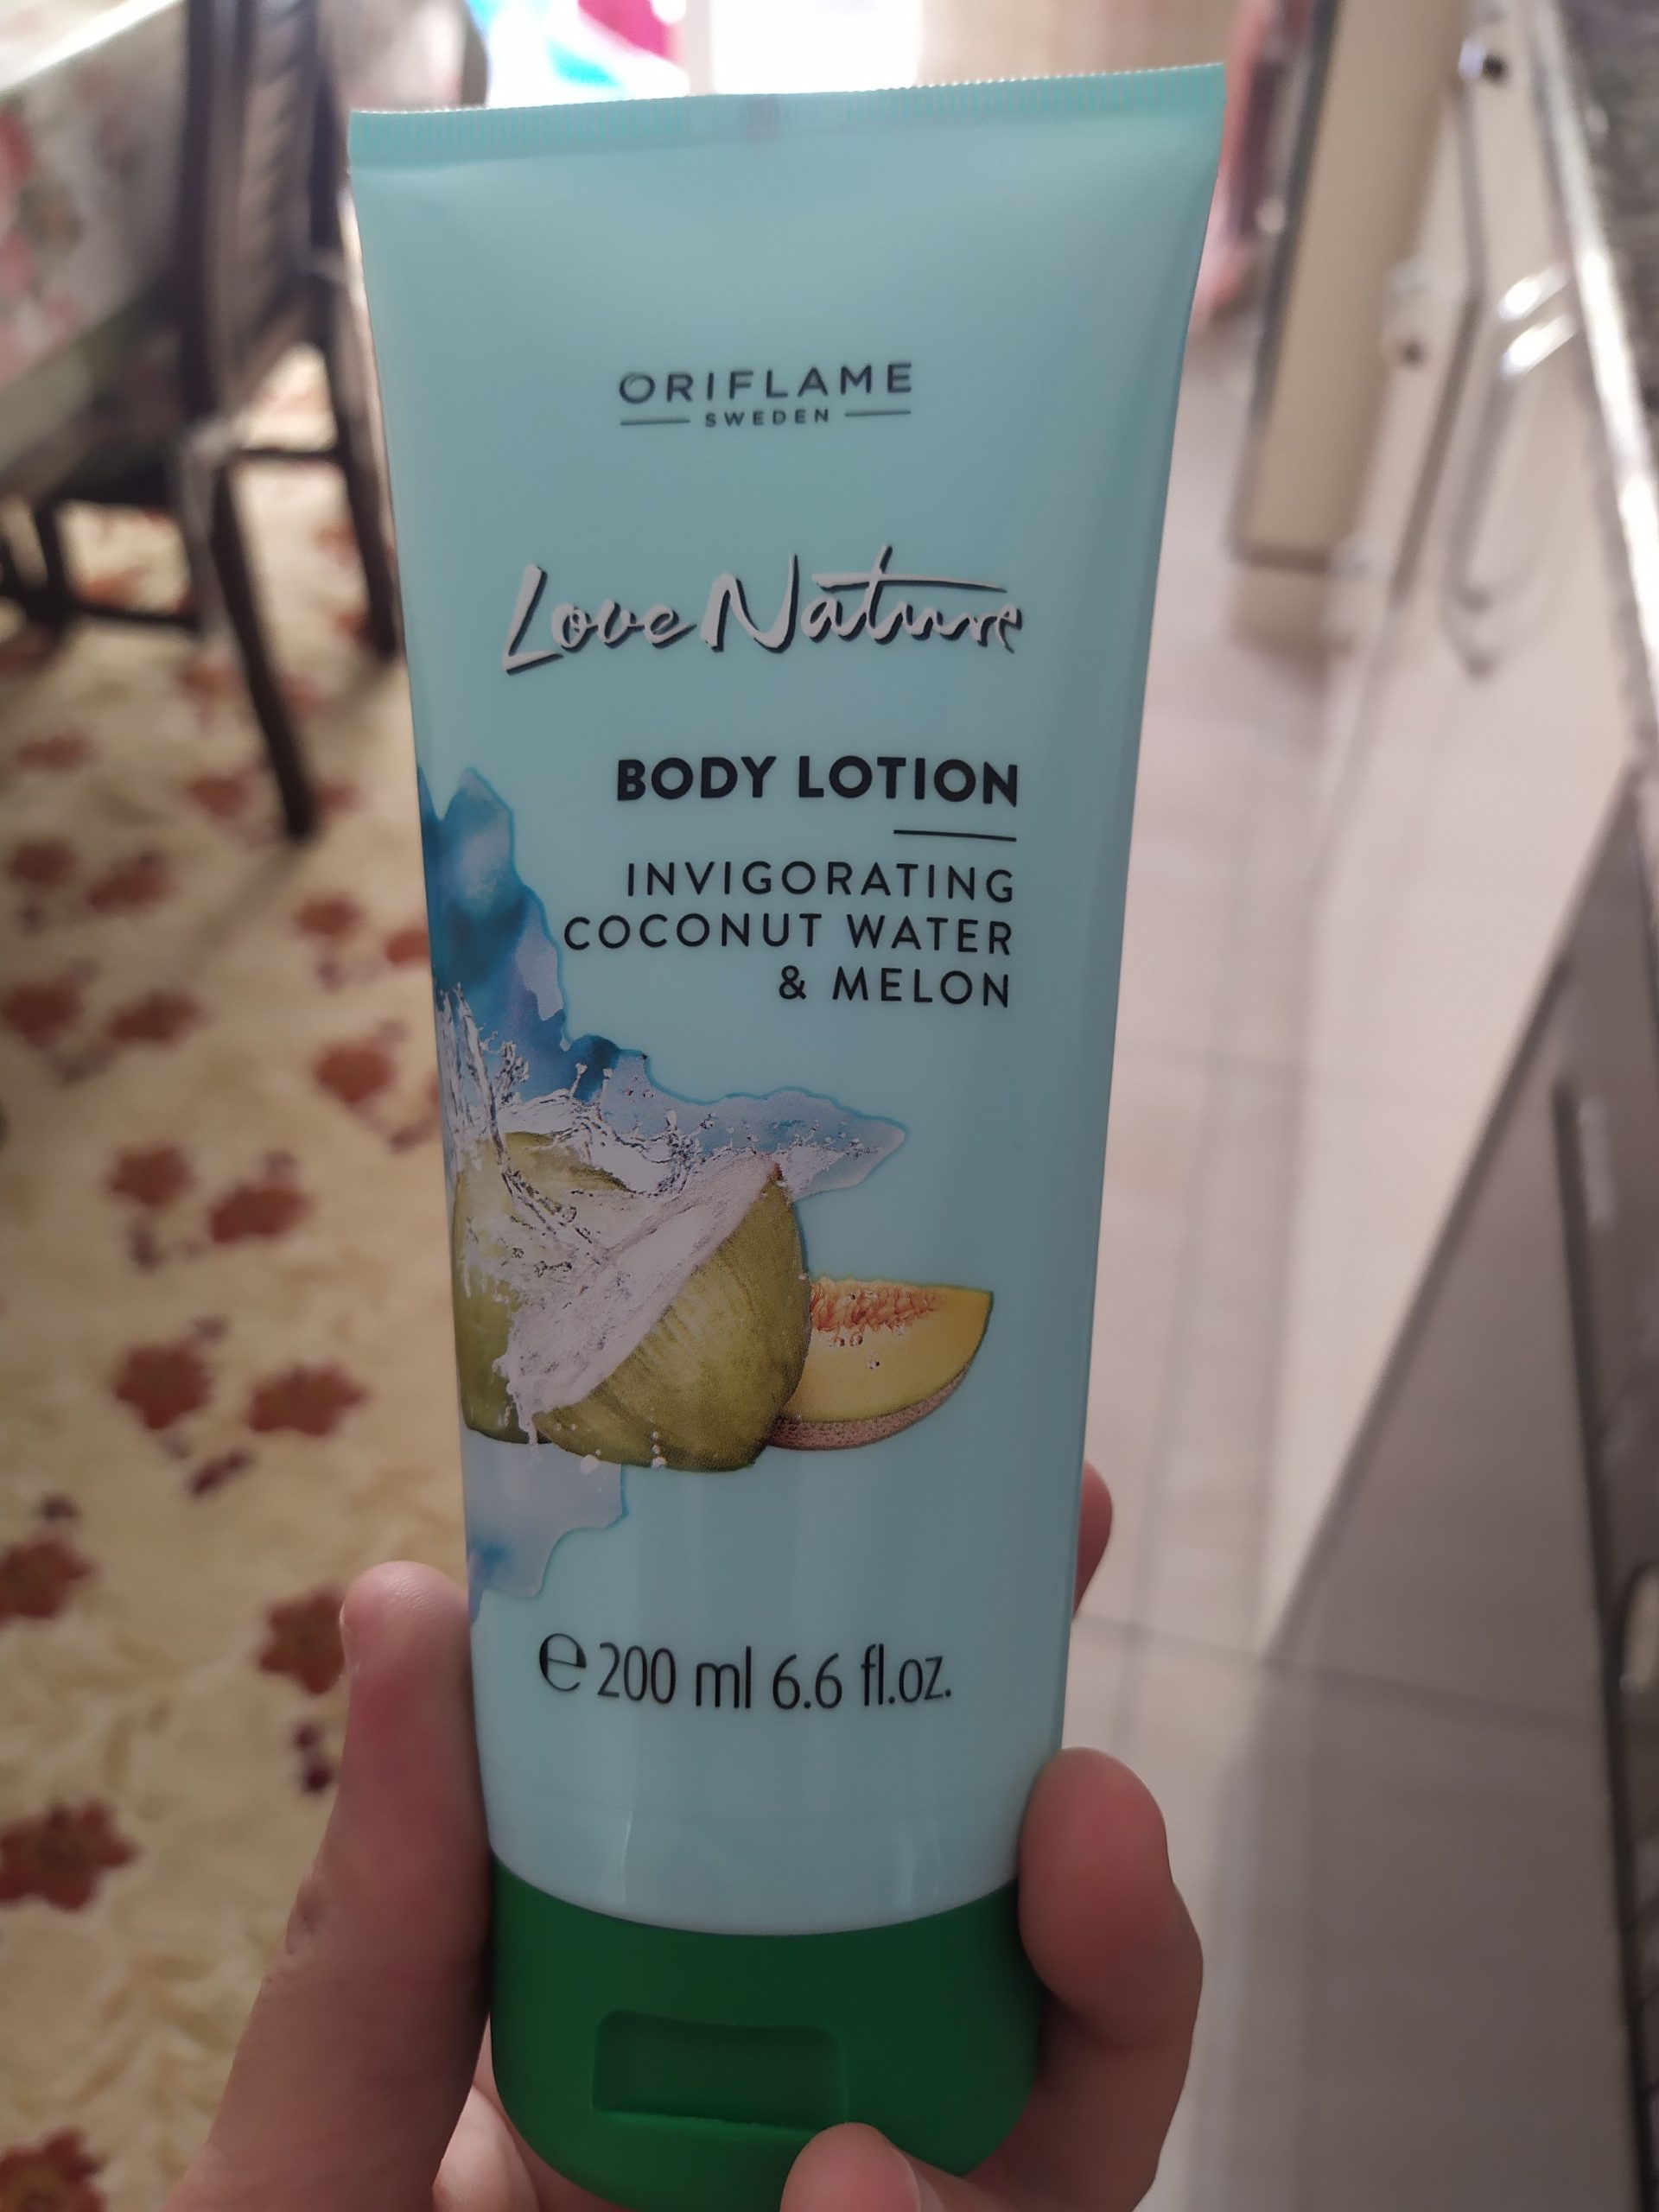 ORIFLAME
SWEDEN
Love Nature
BODY LOTION
INVIGORATING
COCONUT WATER
& MELON
℮ 200 ml 6.6 fl.oz.